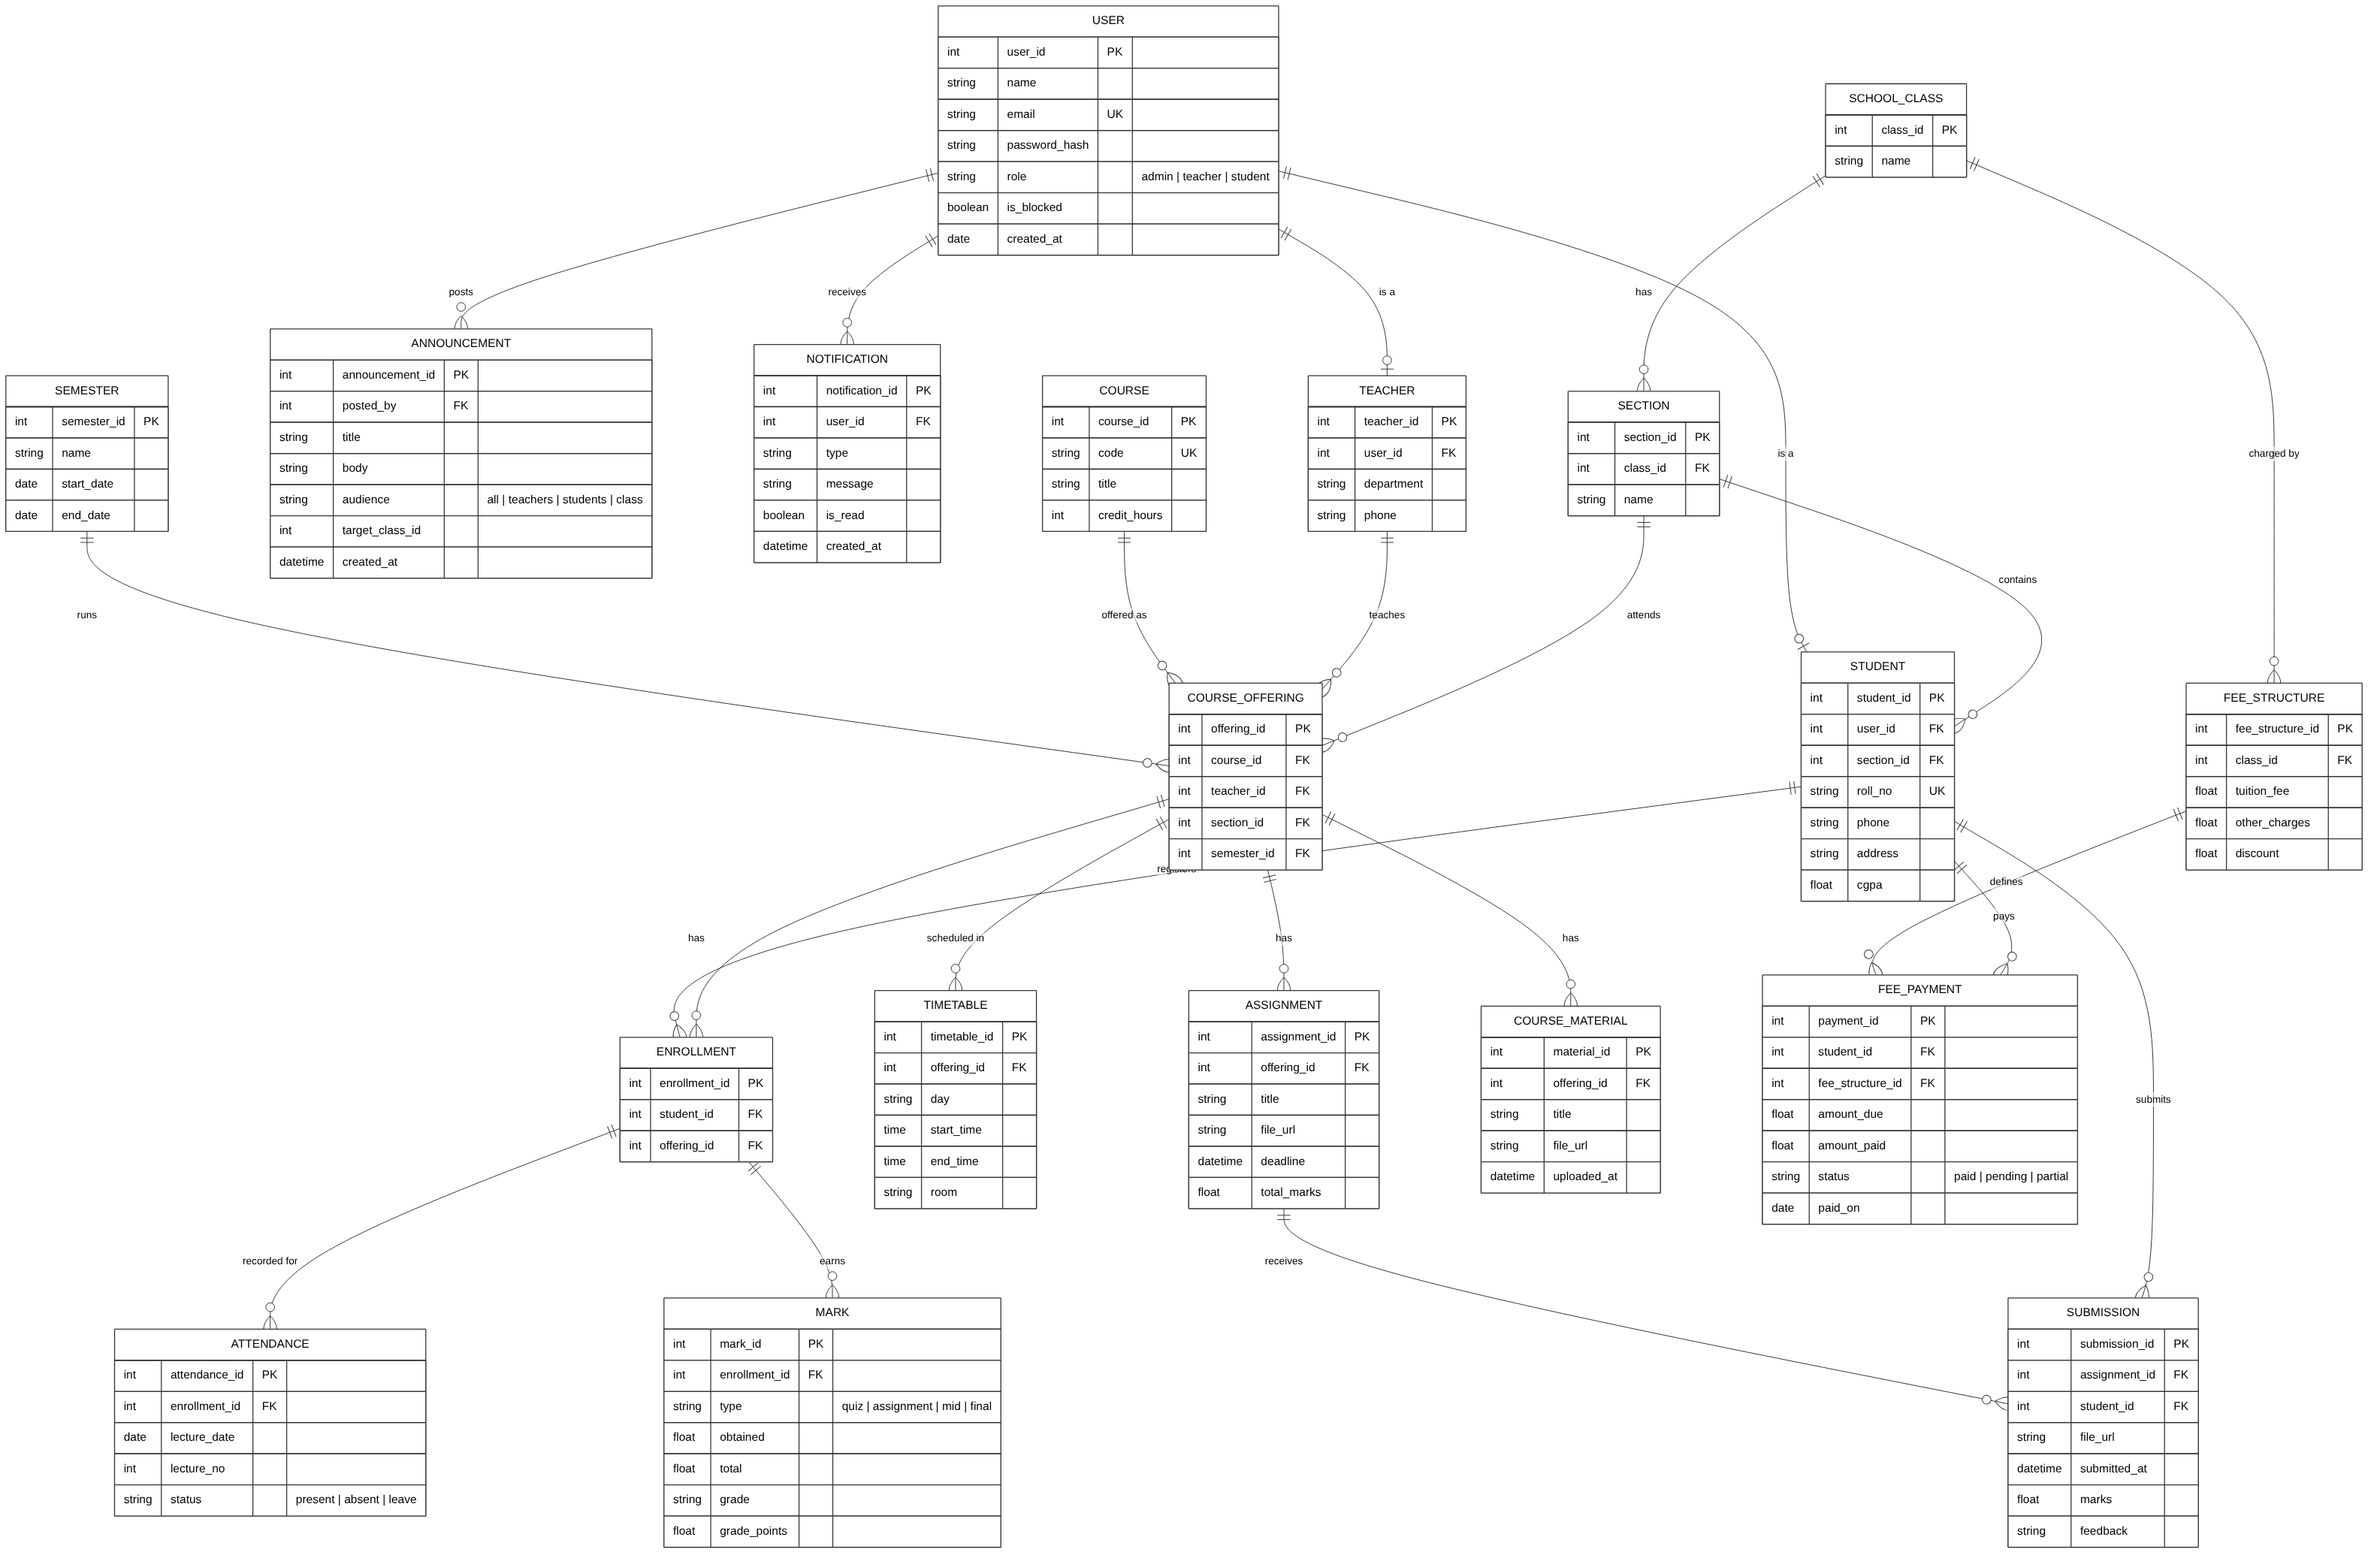 USER
int user_id PK
string name
string email UK
string password_hash
string role admin | teacher | student
boolean is_blocked
date created_at
SCHOOL_CLASS
int class_id PK
string name
posts
receives
is a
has
is a
charged by
SEMESTER
int semester_id PK
string name
date start_date
date end_date
ANNOUNCEMENT
int announcement_id PK
int posted_by FK
string title
string body
string audience all | teachers | students | class
int target_class_id
datetime created_at
NOTIFICATION
int notification_id PK
int user_id FK
string type
string message
boolean is_read
datetime created_at
COURSE
int course_id PK
string code UK
string title
int credit_hours
TEACHER
int teacher_id PK
int user_id FK
string department
string phone
SECTION
int section_id PK
int class_id FK
string name
runs
offered as
teaches
attends
contains
COURSE_OFFERING
int offering_id PK
int course_id FK
int teacher_id FK
int section_id FK
int semester_id FK
STUDENT
int student_id PK
int user_id FK
int section_id FK
string roll_no UK
string phone
string address
float cgpa
FEE_STRUCTURE
int fee_structure_id PK
int class_id FK
float tuition_fee
float other_charges
float discount
has
scheduled in
has
has
defines
pays
submits
ENROLLMENT
int enrollment_id PK
int student_id FK
int offering_id FK
TIMETABLE
int timetable_id PK
int offering_id FK
string day
time start_time
time end_time
string room
ASSIGNMENT
int assignment_id PK
int offering_id FK
string title
string file_url
datetime deadline
float total_marks
COURSE_MATERIAL
int material_id PK
int offering_id FK
string title
string file_url
datetime uploaded_at
FEE_PAYMENT
int payment_id PK
int student_id FK
int fee_structure_id FK
float amount_due
float amount_paid
string status paid | pending | partial
date paid_on
recorded for
earns
receives
ATTENDANCE
int attendance_id PK
int enrollment_id FK
date lecture_date
int lecture_no
string status present | absent | leave
MARK
int mark_id PK
int enrollment_id FK
string type quiz | assignment | mid | final
float obtained
float total
string grade
float grade_points
SUBMISSION
int submission_id PK
int assignment_id FK
int student_id FK
string file_url
datetime submitted_at
float marks
string feedback